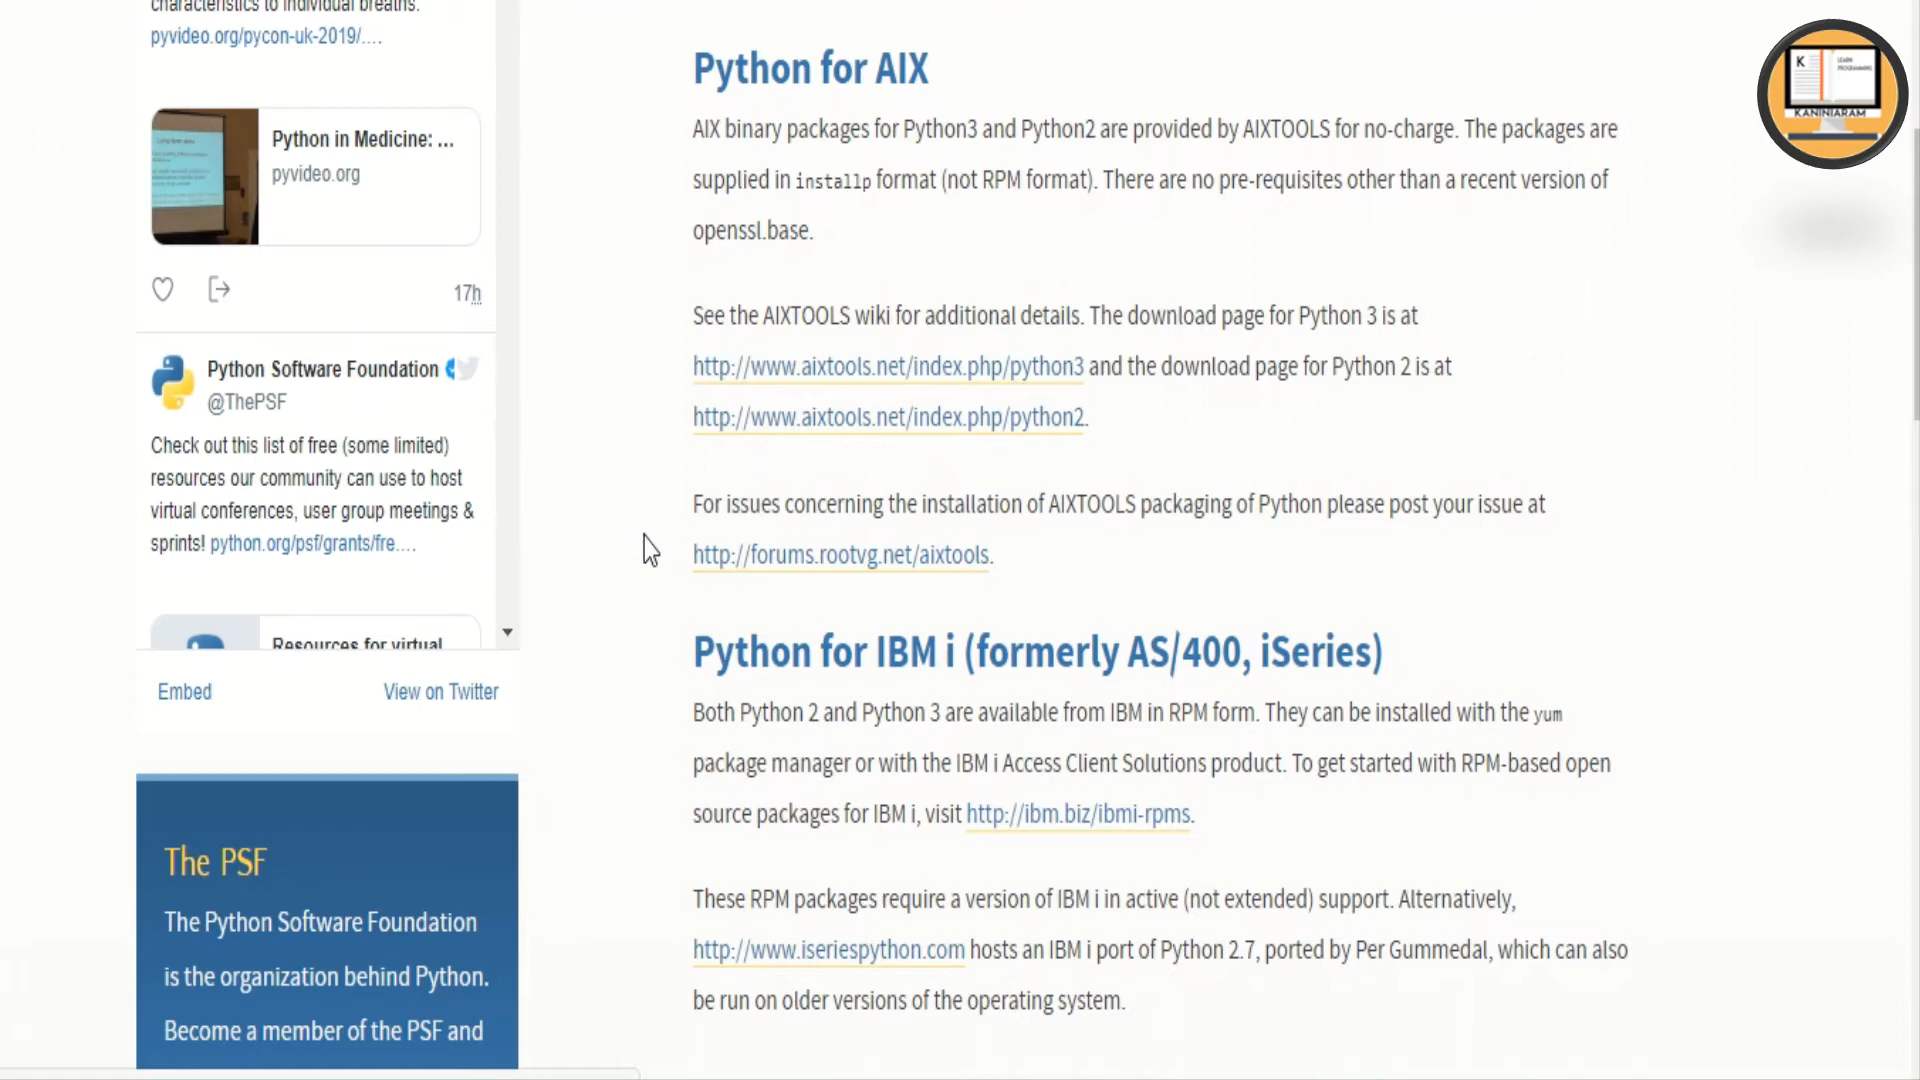 characteristics to individual breaths.
pyvideo.org/pycon-uk-2019/....
Python in Medicine: ...
pyvideo.org
17h
Python Software Foundation
@ThePSF
Check out this list of free (some limited)
resources our community can use to host
virtual conferences, user group meetings &
sprints! python.org/psf/grants/fre....
Resources for virtual
Embed
View on Twitter
The PSF
The Python Software Foundation
is the organization behind Python.
Become a member of the PSF and
Python for AIX
AIX binary packages for Python3 and Python2 are provided by AIXTOOLS for no-charge. The packages are
supplied in installp format (not RPM format). There are no pre-requisites other than a recent version of
openssl.base.
See the AIXTOOLS wiki for additional details. The download page for Python 3 is at
http://www.aixtools.net/index.php/python3 and the download page for Python 2 is at
http://www.aixtools.net/index.php/python2.
For issues concerning the installation of AIXTOOLS packaging of Python please post your issue at
http://forums.rootvg.net/aixtools.
Python for IBM i (formerly AS/400, iSeries)
Both Python 2 and Python 3 are available from IBM in RPM form. They can be installed with the yum
package manager or with the IBM i Access Client Solutions product. To get started with RPM-based open
source packages for IBM i, visit http://ibm.biz/ibmi-rpms.
These RPM packages require a version of IBM i in active (not extended) support. Alternatively,
http://www.iseriespython.com hosts an IBM i port of Python 2.7, ported by Per Gummedal, which can also
be run on older versions of the operating system.
K
LEARN
PROGRAMMING
KANINIARAM